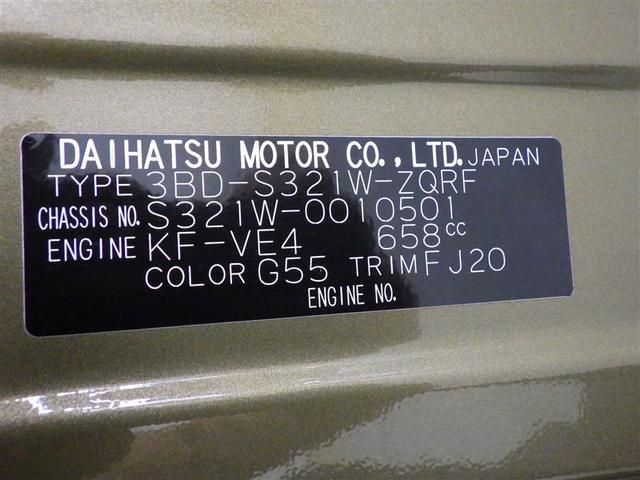 DAIHATSU MOTOR CO., LTD. JAPAN
TYPE 3BD-S321W-ZQRF
CHASSIS NO. S321W-0010501
ENGINE KF-VE4 658cc
COLOR G55 TRIM FJ20
ENGINE NO.